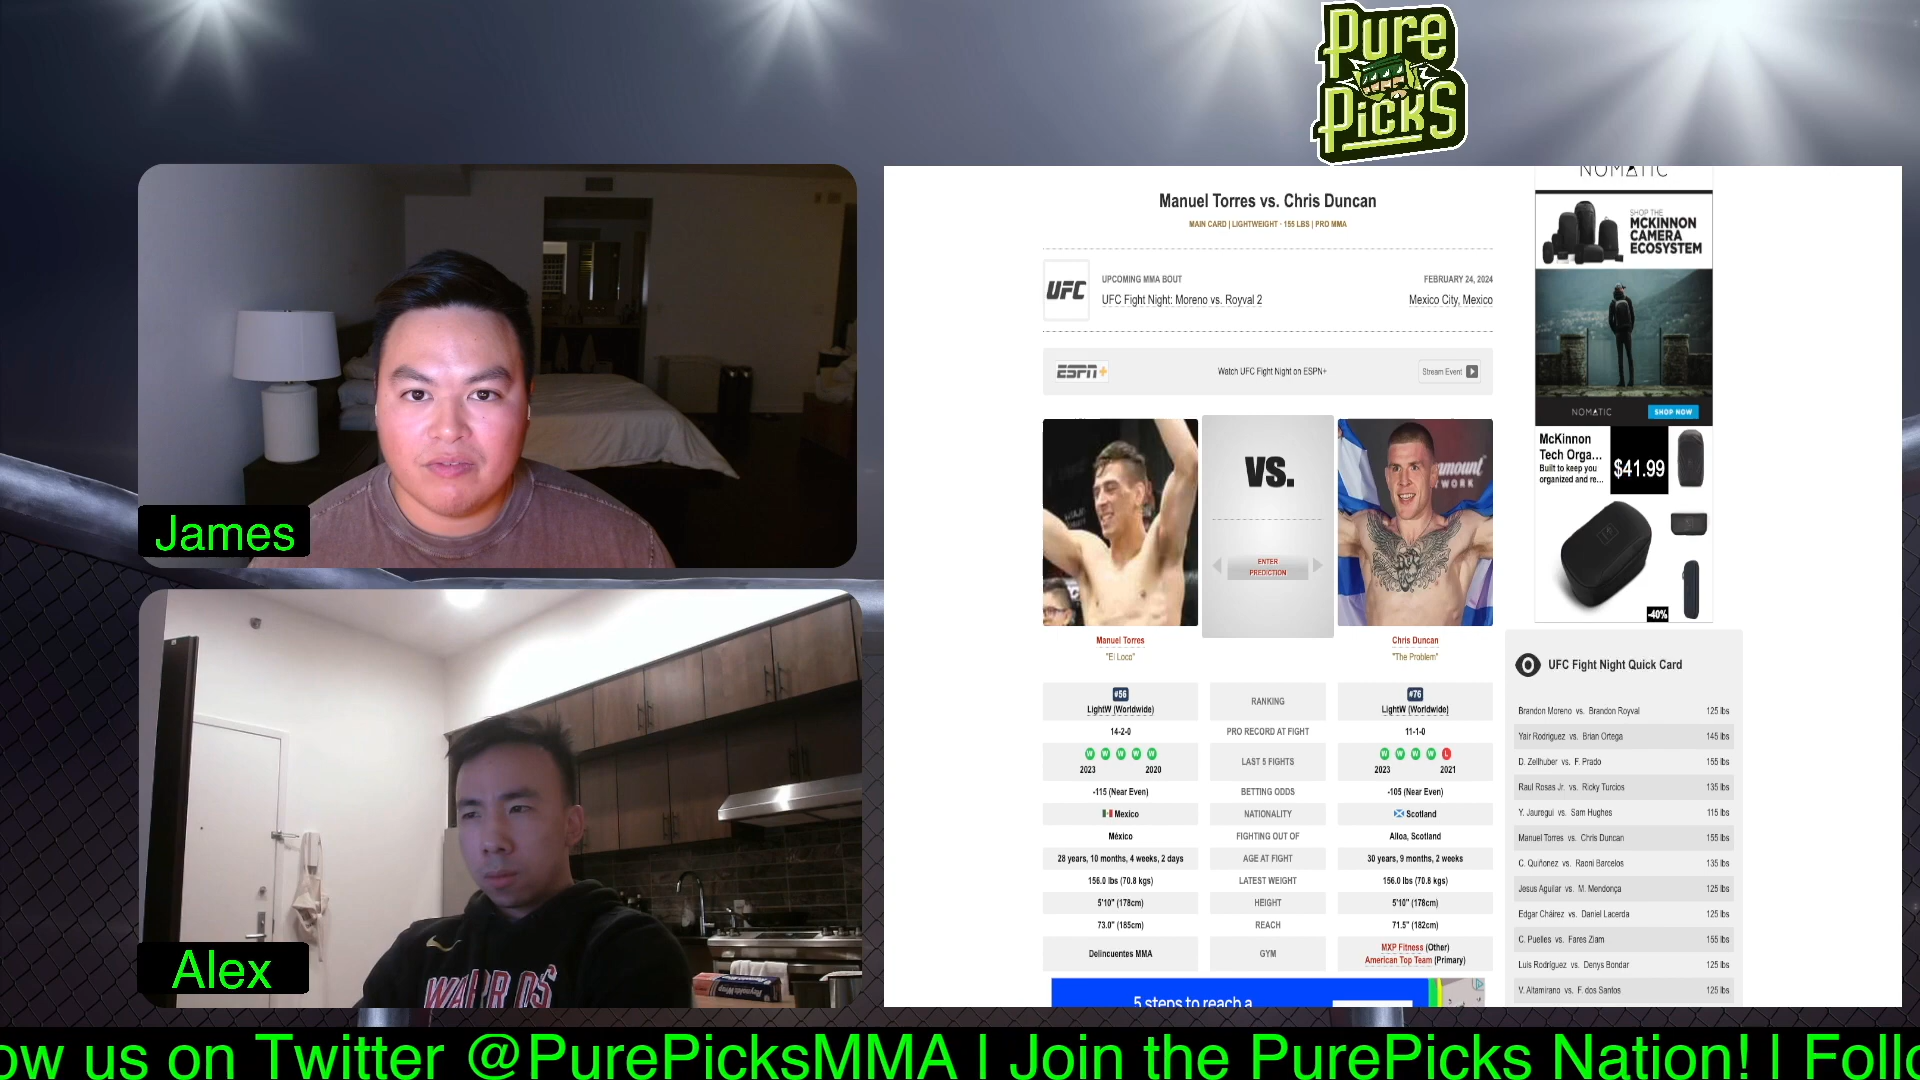 Pure
Picks
James
Alex
NOMATIC
SHOP THE
MCKINNON
CAMERA
ECOSYSTEM
NOMATIC
SHOP NOW
McKinnon
Tech Orga...
Built to keep you
organized and re...
$41.99
-40%
Manuel Torres vs. Chris Duncan
MAIN CARD | LIGHTWEIGHT · 155 LBS | PRO MMA
UFC
UPCOMING MMA BOUT
FEBRUARY 24, 2024
UFC Fight Night: Moreno vs. Royval 2
Mexico City, Mexico
ESPN+
Watch UFC Fight Night on ESPN+
Stream Event
VS.
ENTER
PREDICTION
Manuel Torres
"El Loco"
Chris Duncan
"The Problem"
#56
LightW (Worldwide)
RANKING
#76
LightW (Worldwide)
14-2-0 PRO RECORD AT FIGHT 11-1-0
W W W W W
2023 2020
LAST 5 FIGHTS
W W W W L
2023 2021
-115 (Near Even) BETTING ODDS -105 (Near Even)
Mexico NATIONALITY Scotland
México FIGHTING OUT OF Alloa, Scotland
28 years, 10 months, 4 weeks, 2 days AGE AT FIGHT 30 years, 9 months, 2 weeks
156.0 lbs (70.8 kgs) LATEST WEIGHT 156.0 lbs (70.8 kgs)
5'10" (178cm) HEIGHT 5'10" (178cm)
73.0" (185cm) REACH 71.5" (182cm)
Delincuentes MMA GYM
MXP Fitness (Other)
American Top Team (Primary)
5 steps to reach a
UFC Fight Night Quick Card
Brandon Moreno vs. Brandon Royval 125 lbs
Yair Rodriguez vs. Brian Ortega 145 lbs
D. Zellhuber vs. F. Prado 155 lbs
Raul Rosas Jr. vs. Ricky Turcios 135 lbs
Y. Jauregui vs. Sam Hughes 115 lbs
Manuel Torres vs. Chris Duncan 155 lbs
C. Quiñonez vs. Raoni Barcelos 135 lbs
Jesus Aguilar vs. M. Mendonça 125 lbs
Edgar Cháirez vs. Daniel Lacerda 125 lbs
C. Puelles vs. Fares Ziam 155 lbs
Luis Rodríguez vs. Denys Bondar 125 lbs
V. Altamirano vs. F. dos Santos 125 lbs
ow us on Twitter @PurePicksMMA | Join the PurePicks Nation! | Follo